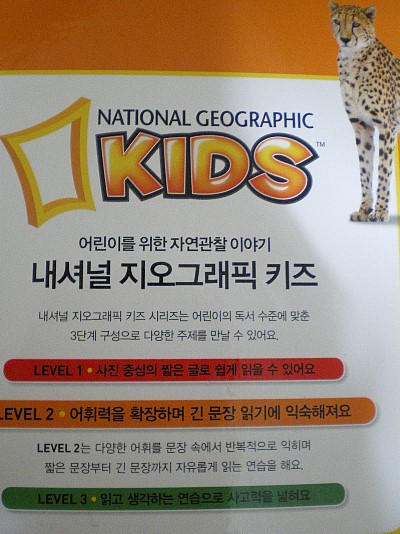 NATIONAL GEOGRAPHIC
KIDS™
어린이를 위한 자연관찰 이야기
내셔널 지오그래픽 키즈
내셔널 지오그래픽 키즈 시리즈는 어린이의 독서 수준에 맞춘
3단계 구성으로 다양한 주제를 만날 수 있어요.
LEVEL 1 • 사진 중심의 짧은 글로 쉽게 읽을 수 있어요
LEVEL 2 • 어휘력을 확장하며 긴 문장 읽기에 익숙해져요
LEVEL 2는 다양한 어휘를 문장 속에서 반복적으로 익히며
짧은 문장부터 긴 문장까지 자유롭게 읽는 연습을 해요.
LEVEL 3 • 읽고 생각하는 연습으로 사고력을 넓혀요